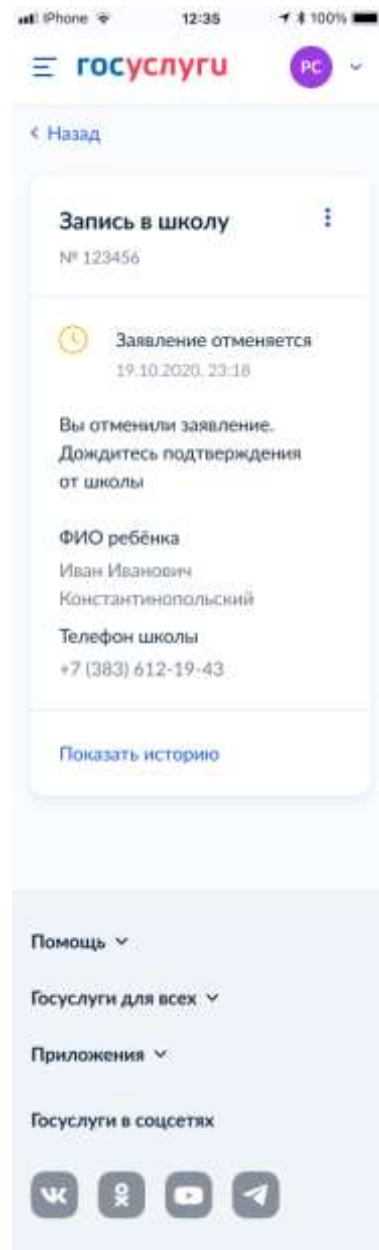 iPhone 12:35 100%
госуслуги РС
Назад
Запись в школу
№ 123456
Заявление отменяется
19.10.2020, 23:18
Вы отменили заявление.
Дождитесь подтверждения
от школы
ФИО ребёнка
Иван Иванович
Константинопольский
Телефон школы
+7 (383) 612-19-43
Показать историю
Помощь
Госуслуги для всех
Приложения
Госуслуги в соцсетях